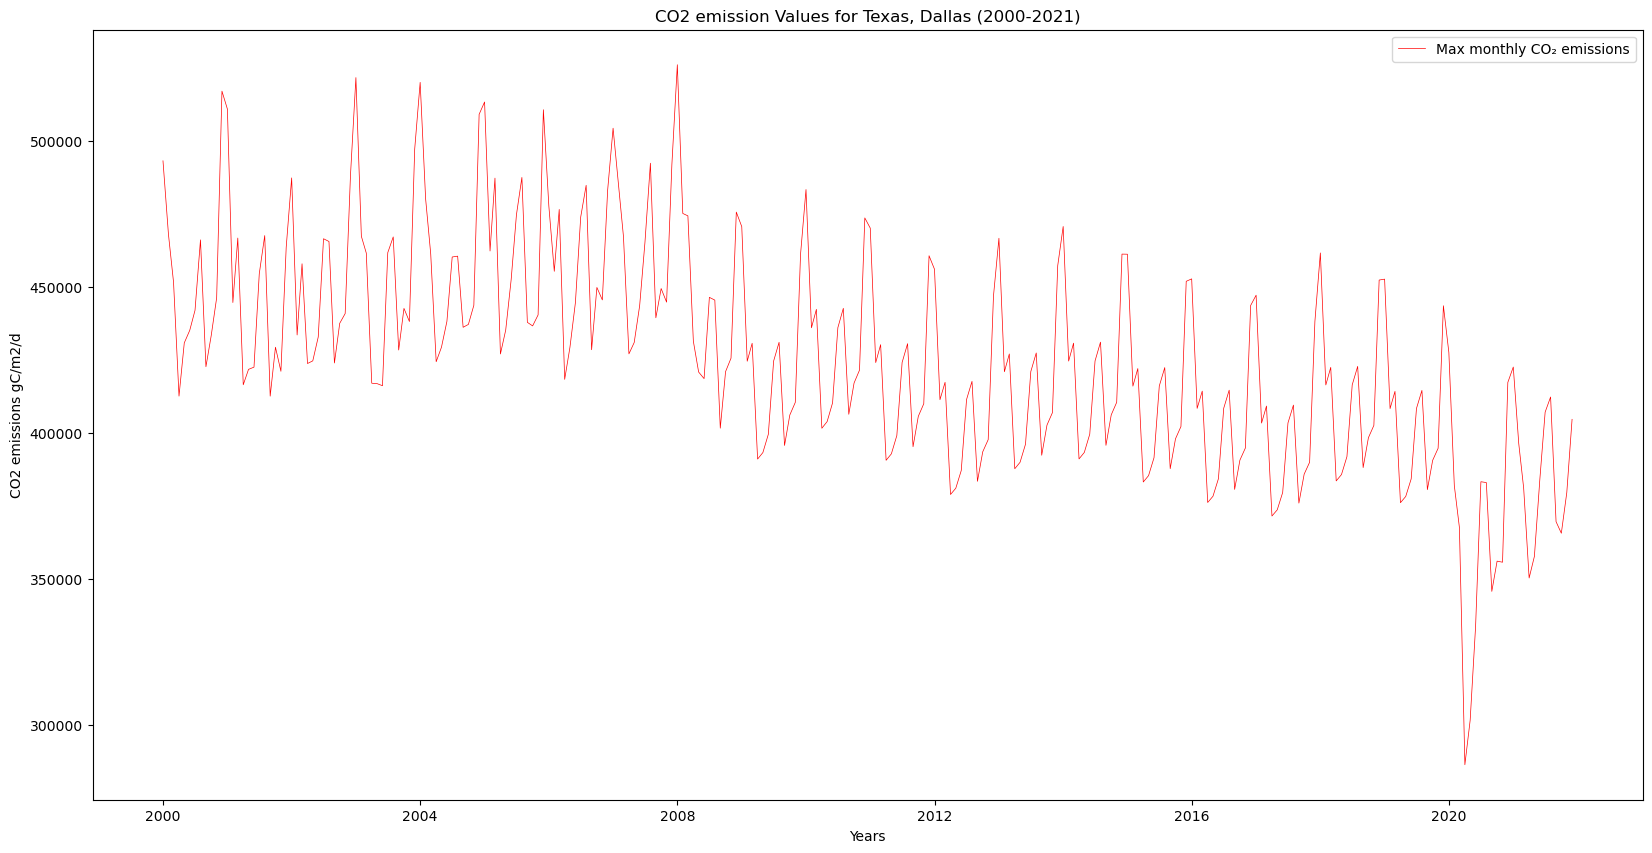 CO2 emission Values for Texas, Dallas (2000-2021)
Max monthly CO₂ emissions
CO2 emissions gC/m2/d
500000
450000
400000
350000
300000
2000 2004 2008 2012 2016 2020
Years